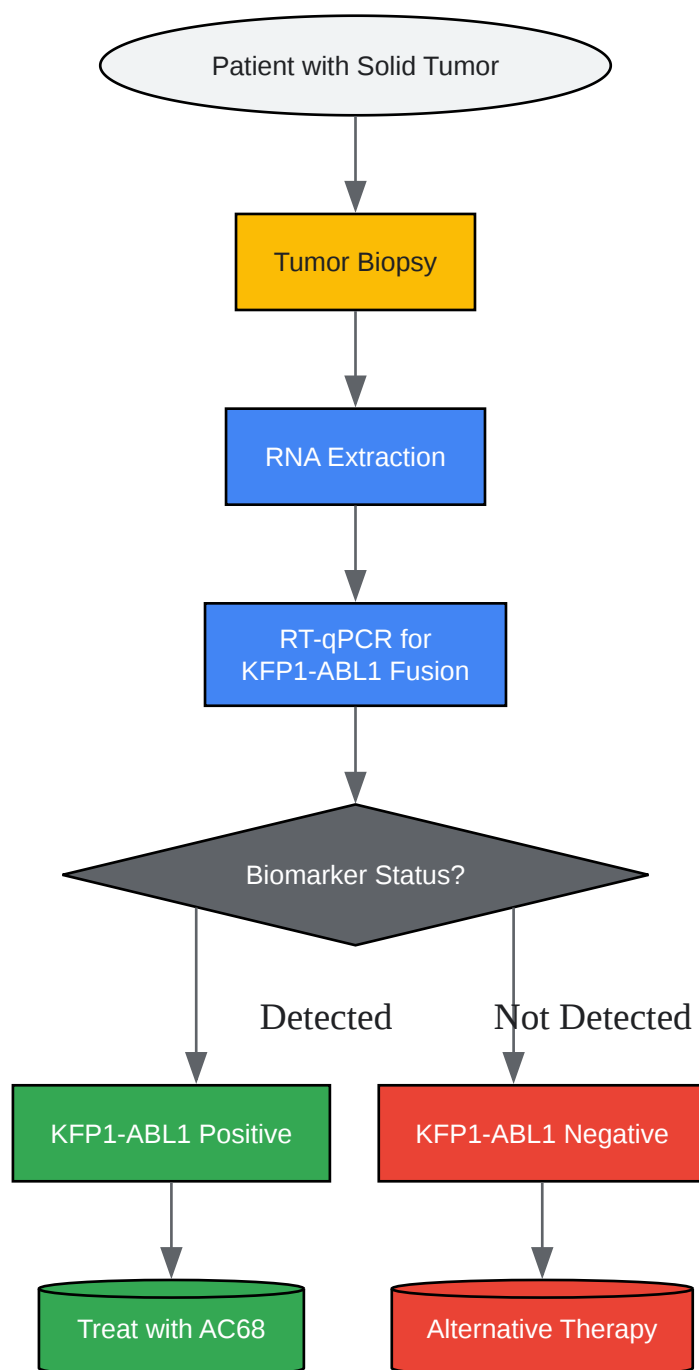 Patient with Solid Tumor
Tumor Biopsy
RNA Extraction
RT-qPCR for
KFP1-ABL1 Fusion
Biomarker Status?
Detected
Not Detected
KFP1-ABL1 Positive
KFP1-ABL1 Negative
Treat with AC68
Alternative Therapy